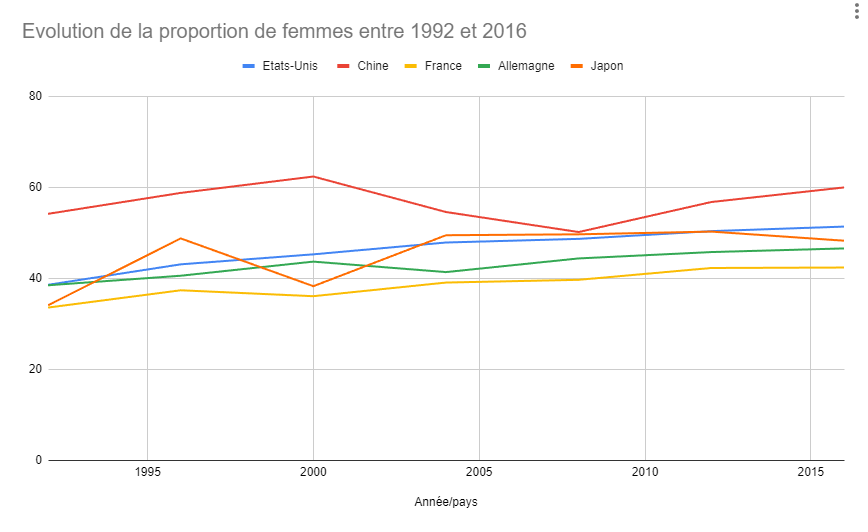 Evolution de la proportion de femmes entre 1992 et 2016
Etats-Unis Chine France Allemagne Japon
80
60
40
20
0
1995 2000 2005 2010 2015
Année/pays